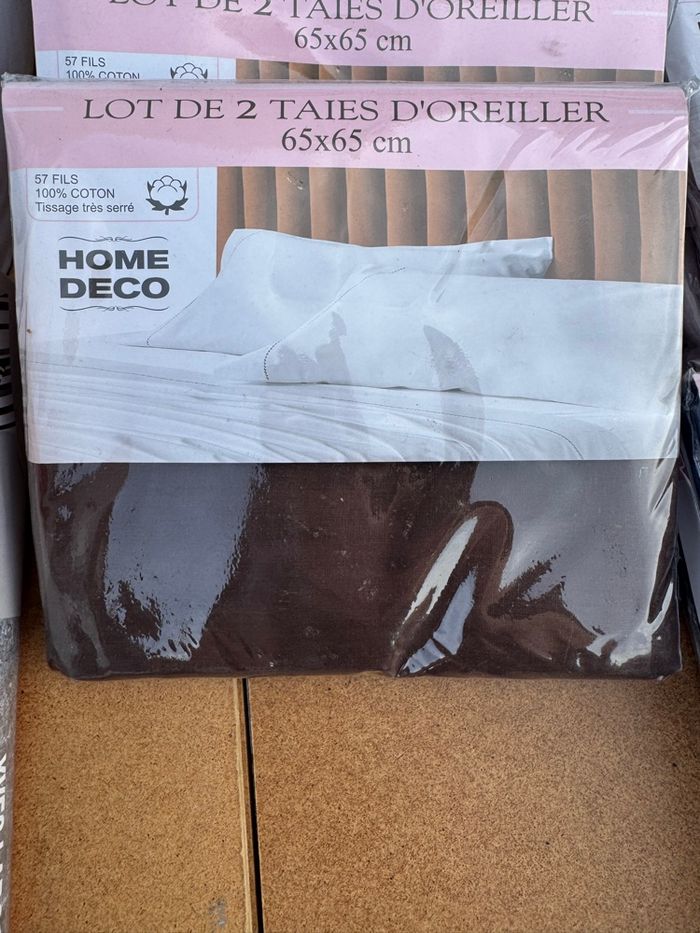 LOT DE 2 TAIES D'OREILLER
65x65 cm
57 FILS
100% COTON
LOT DE 2 TAIES D'OREILLER
65x65 cm
57 FILS
100% COTON
Tissage très serré
HOME
DECO